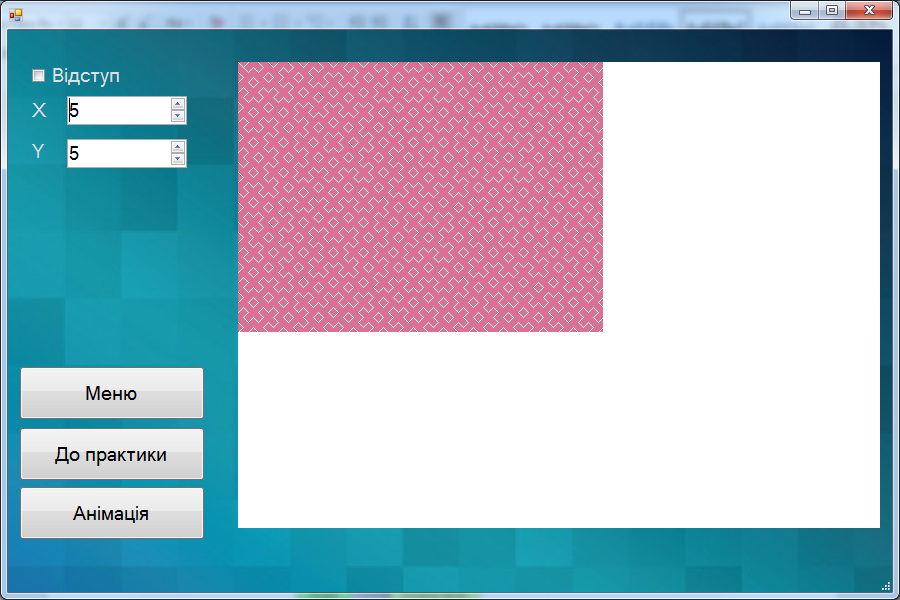 Відступ
X
5
Y
5
Меню
До практики
Анімація